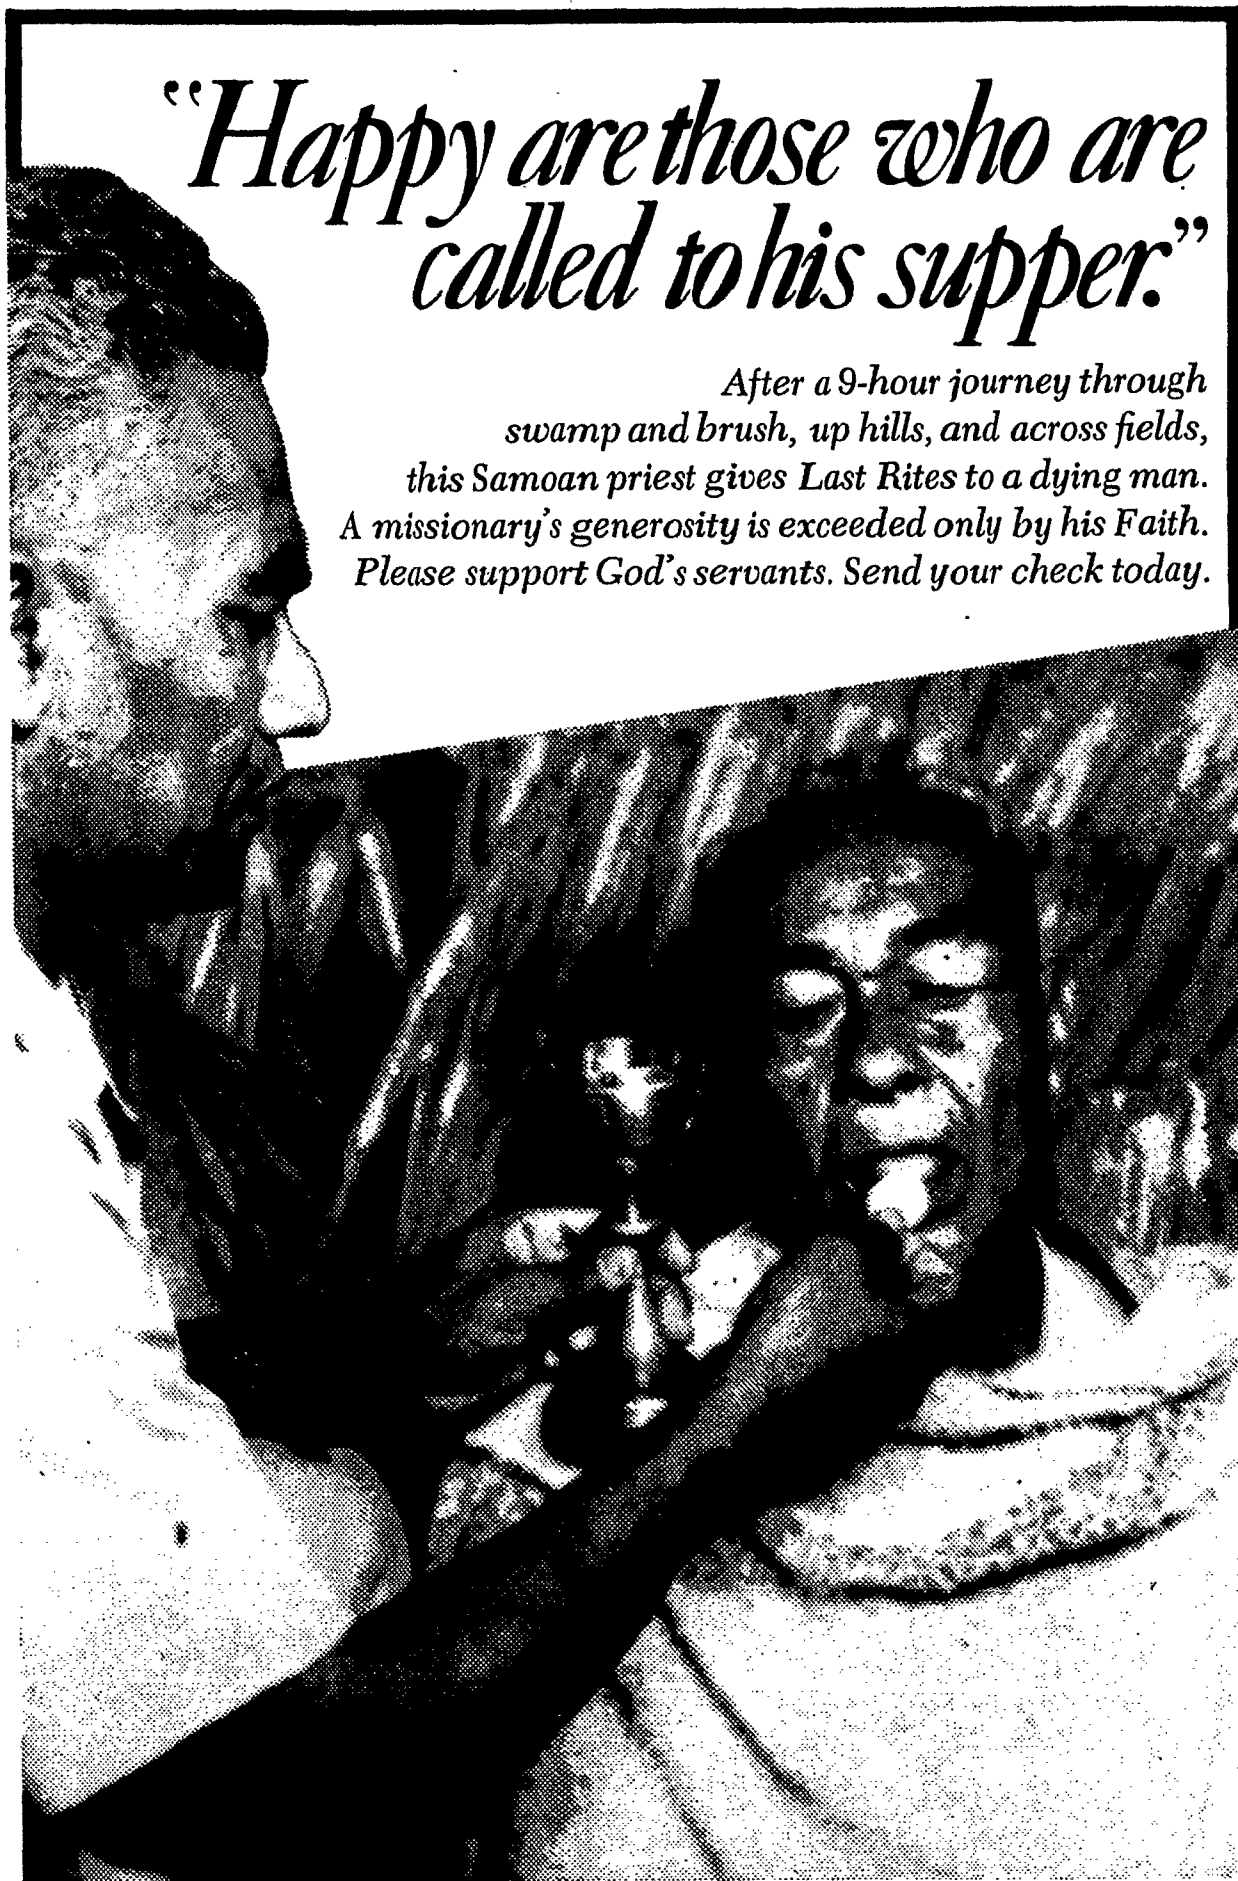 “Happy are those who are
called to his supper.”
After a 9-hour journey through
swamp and brush, up hills, and across fields,
this Samoan priest gives Last Rites to a dying man.
A missionary’s generosity is exceeded only by his Faith.
Please support God’s servants. Send your check today.